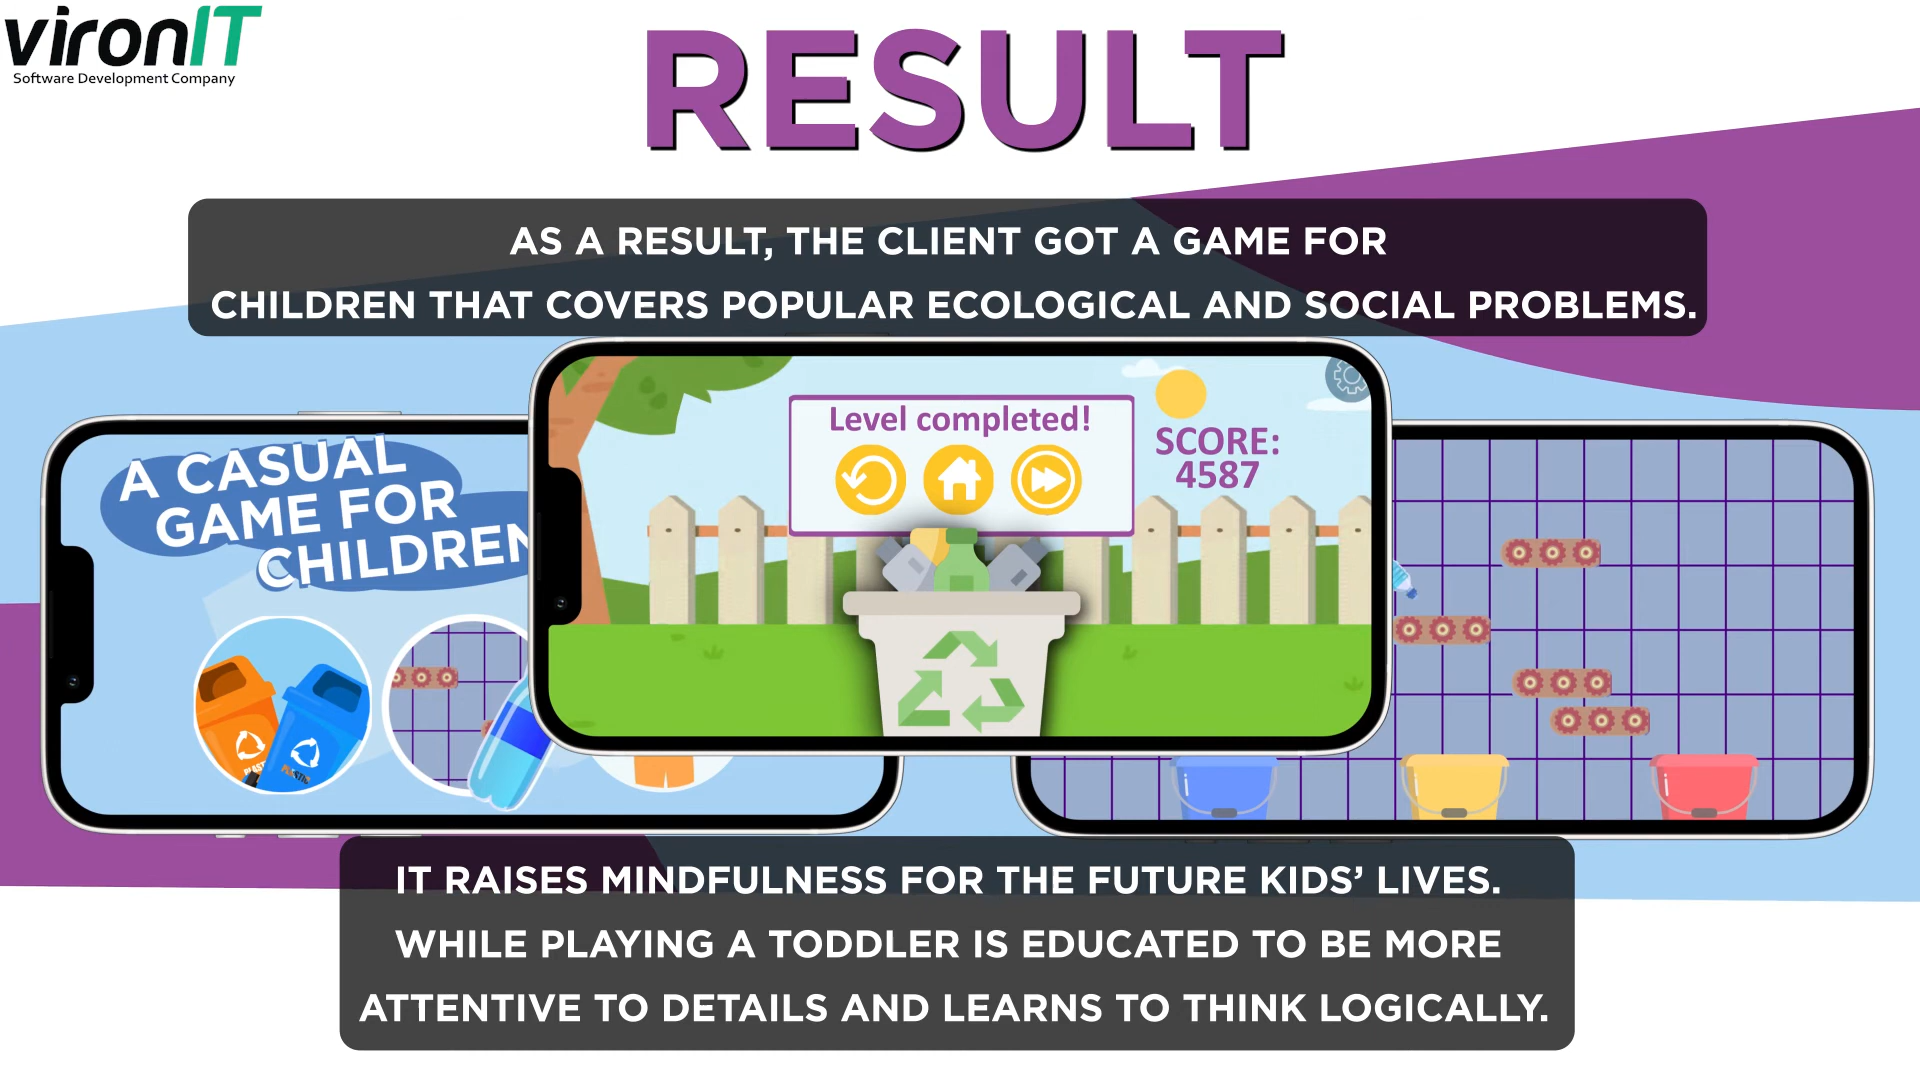 vironIT
Software Development Company
RESULT
AS A RESULT, THE CLIENT GOT A GAME FOR
CHILDREN THAT COVERS POPULAR ECOLOGICAL AND SOCIAL PROBLEMS.
A CASUAL
GAME FOR
CHILDREN
Level completed!
SCORE:
4587
IT RAISES MINDFULNESS FOR THE FUTURE KIDS’ LIVES.
WHILE PLAYING A TODDLER IS EDUCATED TO BE MORE
ATTENTIVE TO DETAILS AND LEARNS TO THINK LOGICALLY.